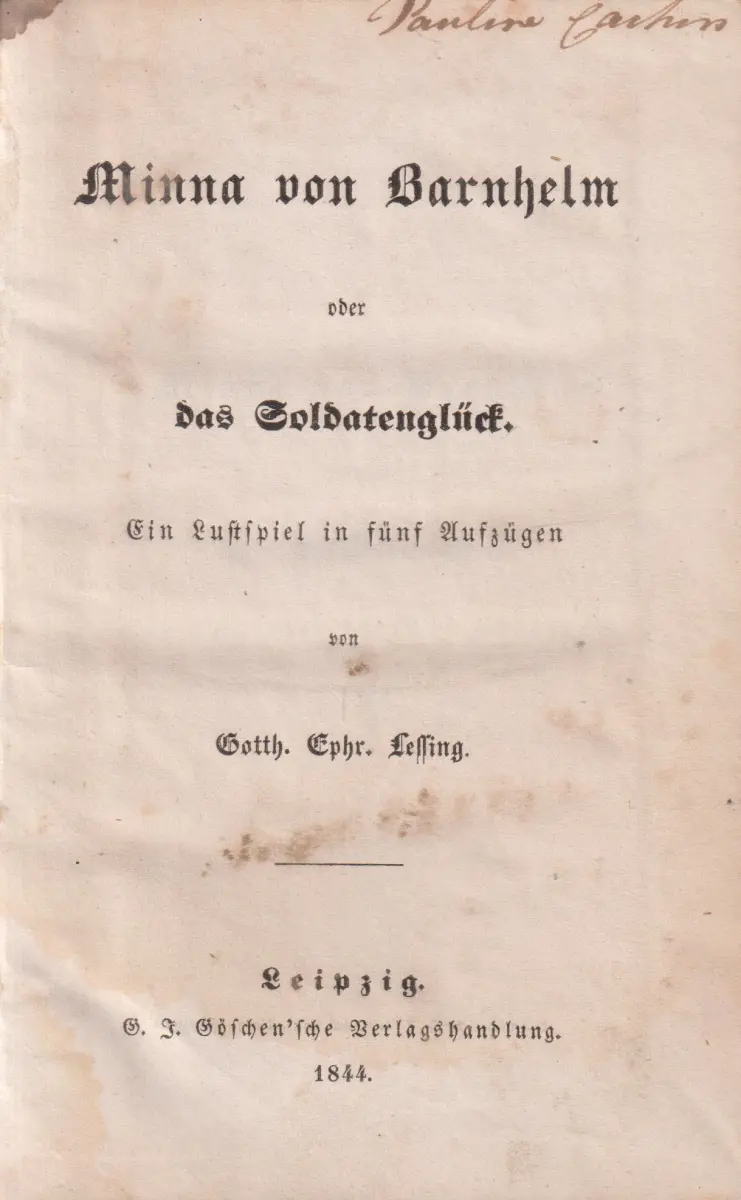 Pauline
Minna von Barnhelm
oder
das Soldatenglück.
Ein Luſtſpiel in fünf Aufzügen
von
Gotth. Ephr. Leſſing.
Leipzig.
G. J. Göſchen'ſche Verlagshandlung.
1844.